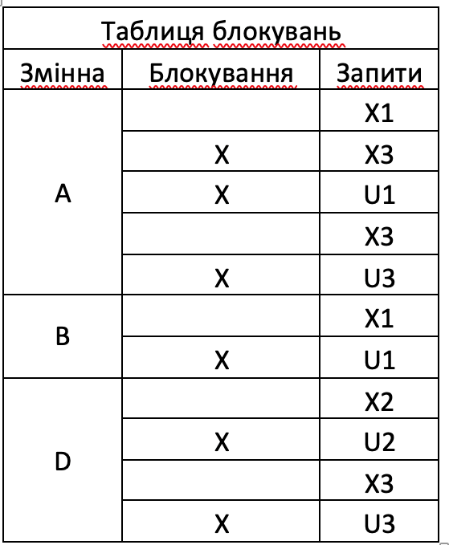 Таблиця блокувань
Змінна Блокування Запити
X1
X X3
A X U1
X3
X U3
B X1
X U1
X2
D X U2
X3
X U3